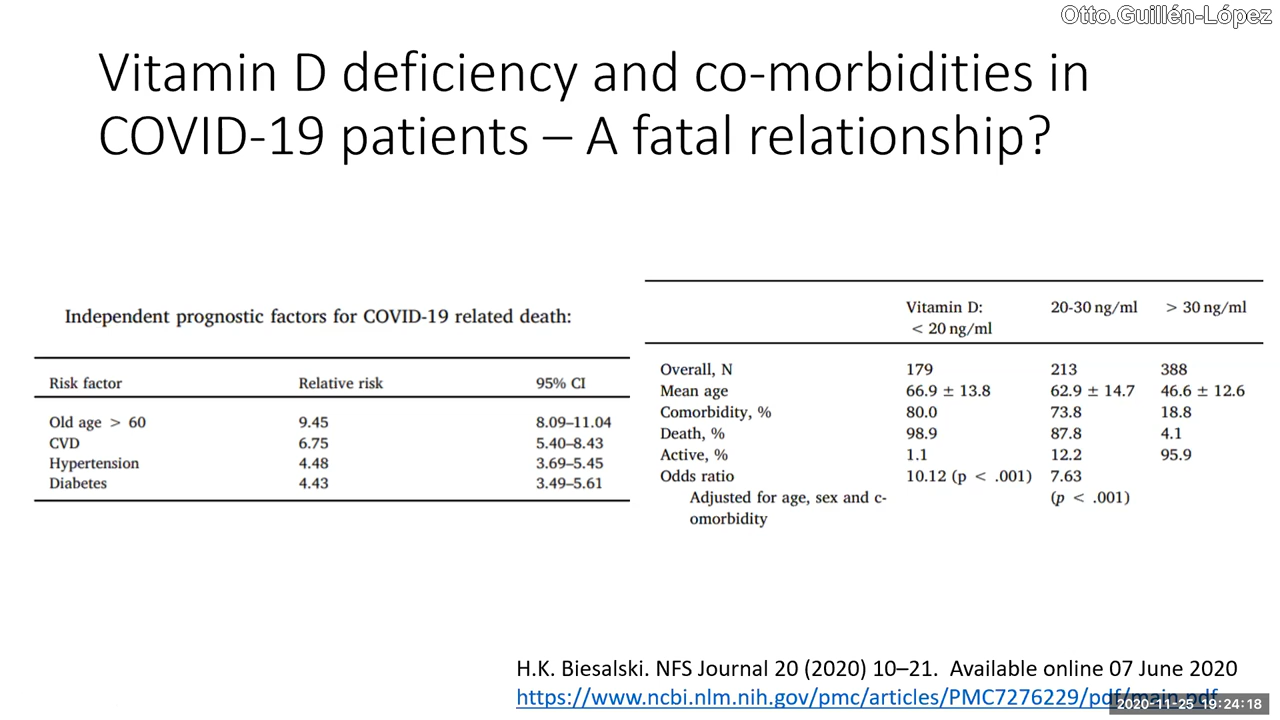 Otto.Guillén-López
Vitamin D deficiency and co-morbidities in
COVID-19 patients – A fatal relationship?
Independent prognostic factors for COVID-19 related death:
Risk factor Relative risk 95% CI
Old age > 60 9.45 8.09–11.04
CVD 6.75 5.40–8.43
Hypertension 4.48 3.69–5.45
Diabetes 4.43 3.49–5.61
Vitamin D: 20-30 ng/ml > 30 ng/ml
< 20 ng/ml
Overall, N 179 213 388
Mean age 66.9 ± 13.8 62.9 ± 14.7 46.6 ± 12.6
Comorbidity, % 80.0 73.8 18.8
Death, % 98.9 87.8 4.1
Active, % 1.1 12.2 95.9
Odds ratio 10.12 (p < .001) 7.63
Adjusted for age, sex and c- (p < .001)
omorbidity
H.K. Biesalski. NFS Journal 20 (2020) 10–21. Available online 07 June 2020
https://www.ncbi.nlm.nih.gov/pmc/articles/PMC7276229/pdf/main.pdf
2020-11-25 19:24:18